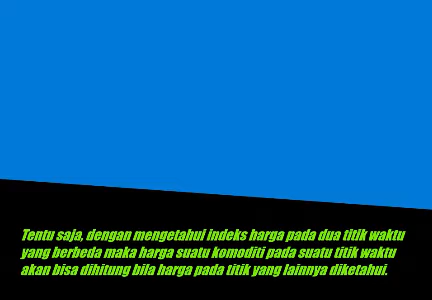 Tentu saja, dengan mengetahui indeks harga pada dua titik waktu
yang berbeda maka harga suatu komoditi pada suatu titik waktu
akan bisa dihitung bila harga pada titik yang lainnya diketahui.